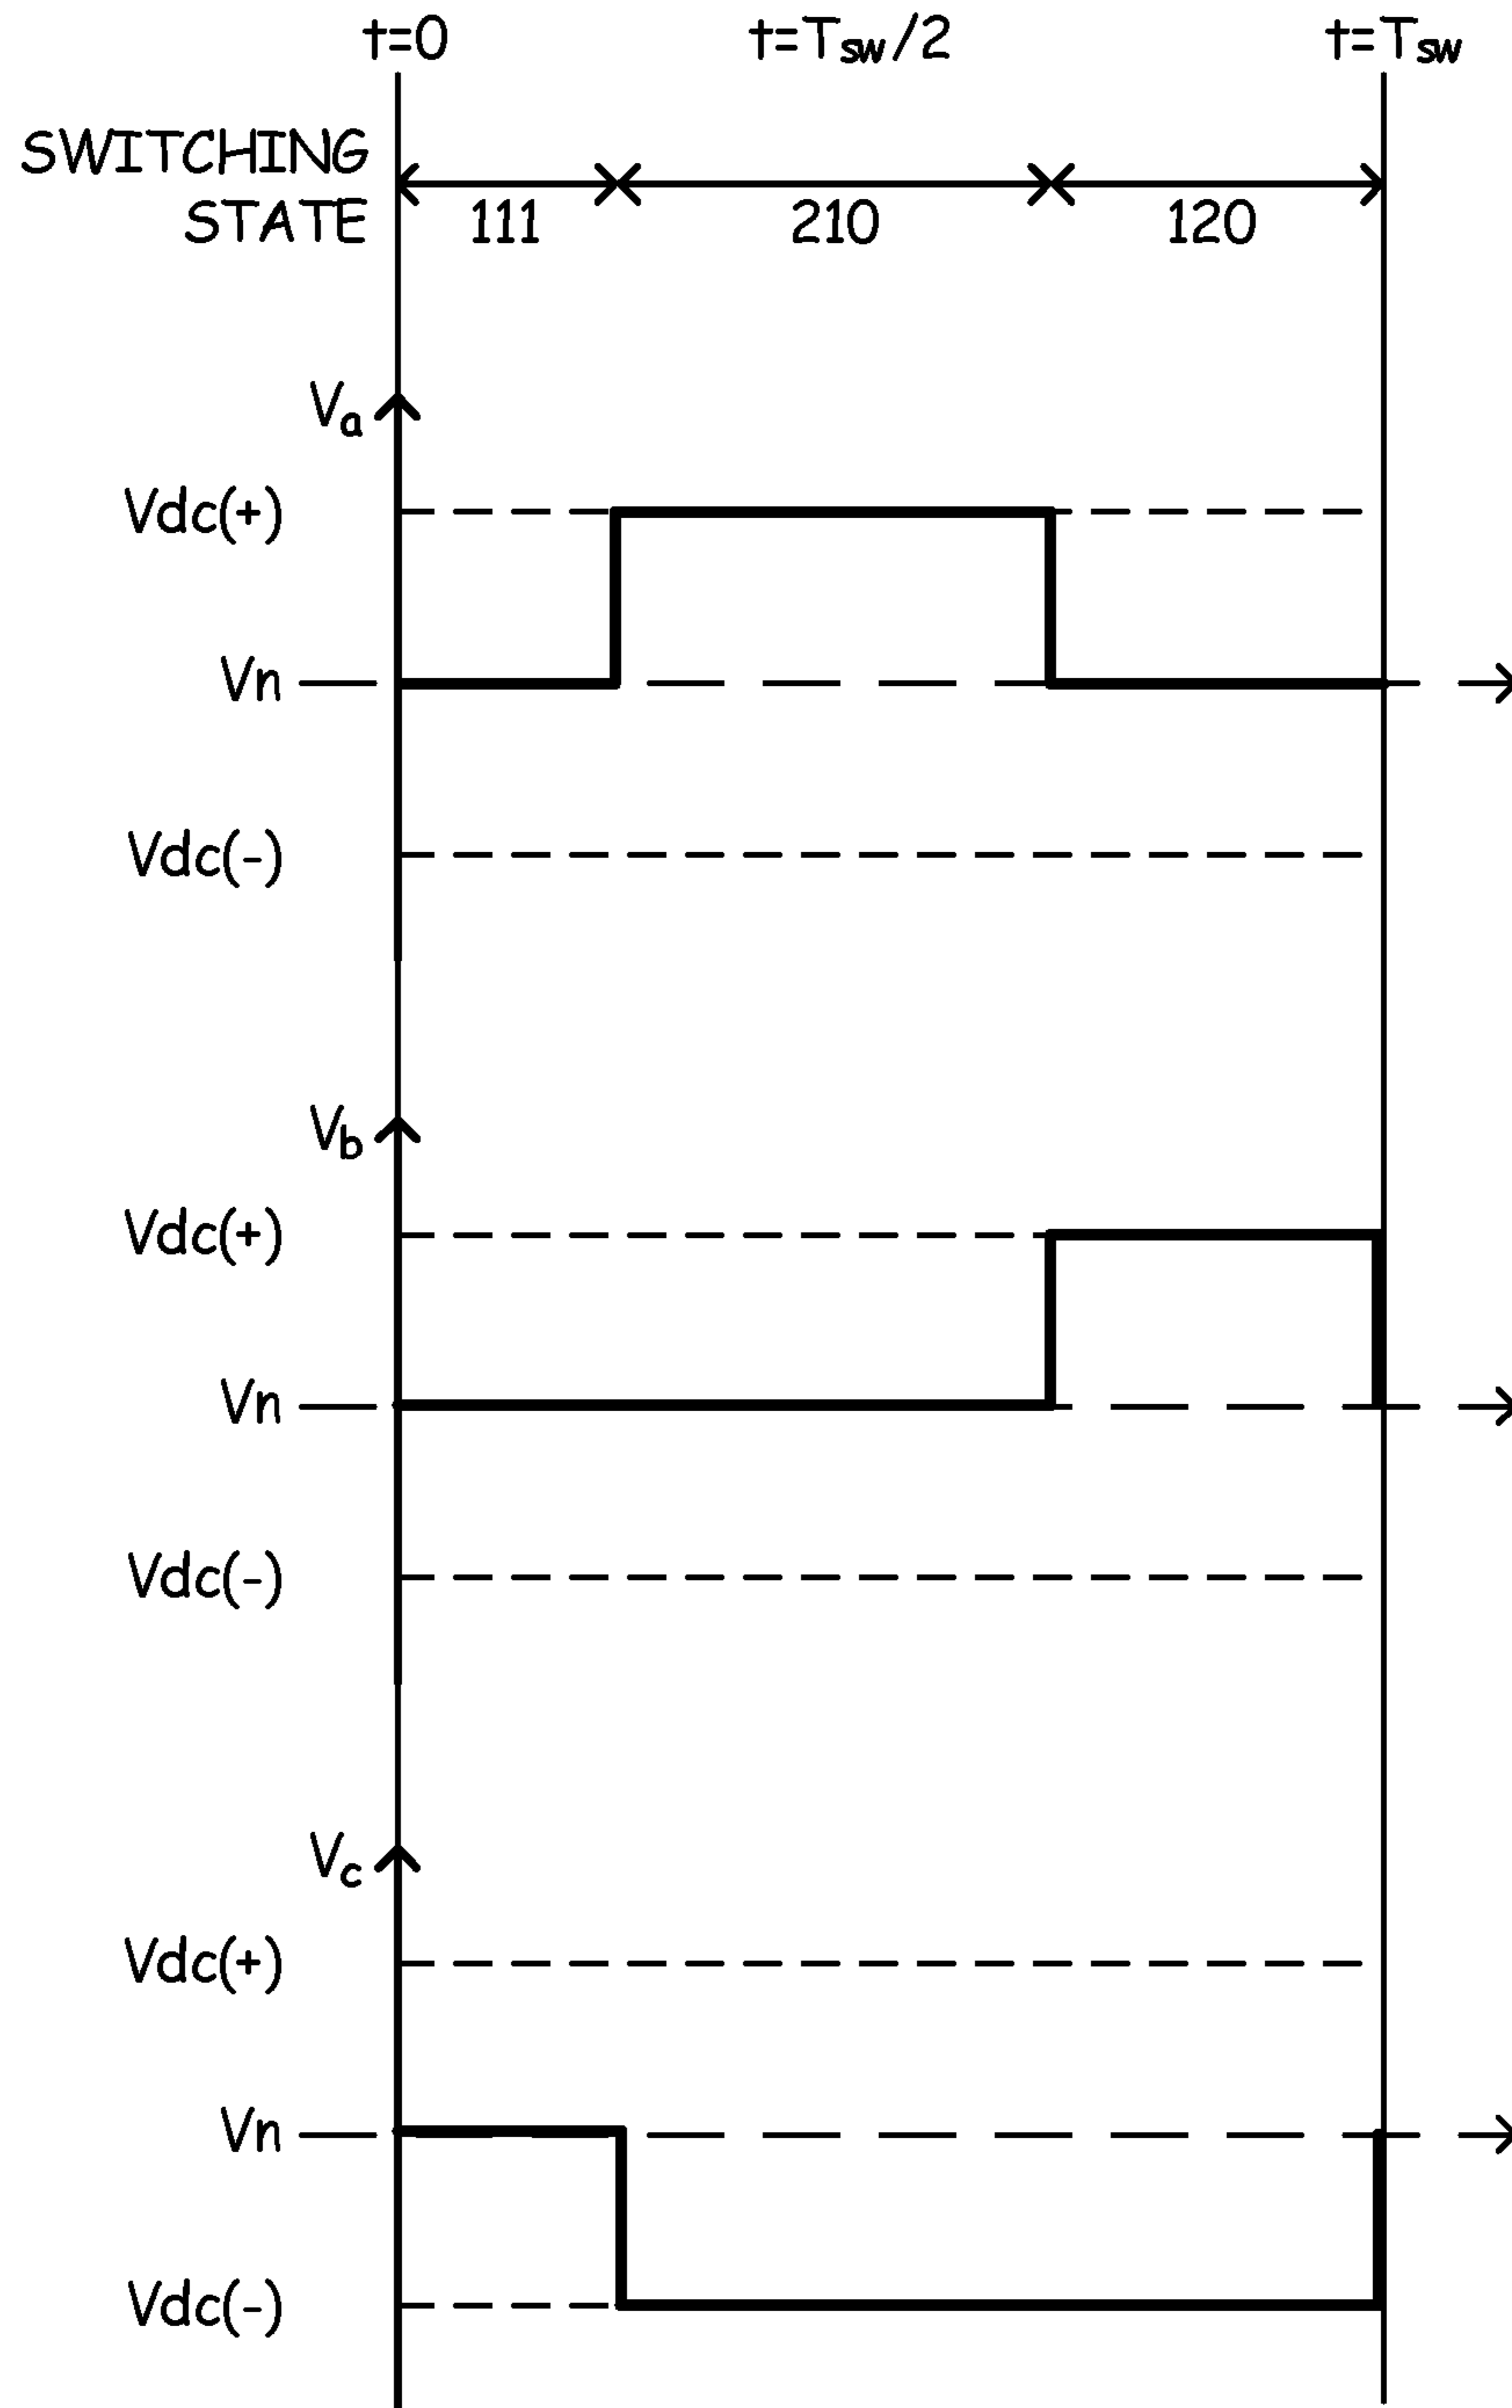 t=0 t=Tsw/2 t=Tsw
SWITCHING
STATE 111 210 120
Va
Vdc(+)
Vn
Vdc(-)
Vb
Vdc(+)
Vn
Vdc(-)
Vc
Vdc(+)
Vn
Vdc(-)